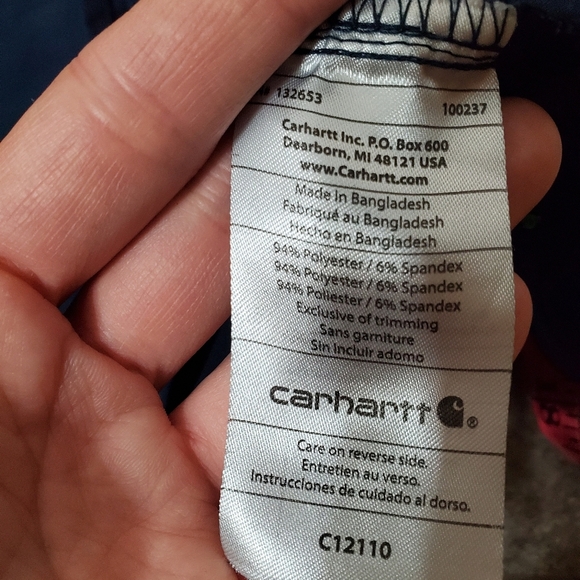 132653 100237
Carhartt Inc. P.O. Box 600
Dearborn, MI 48121 USA
www.Carhartt.com
Made in Bangladesh
Fabriqué au Bangladesh
Hecho en Bangladesh
94% Polyester / 6% Spandex
94% Polyester / 6% Spandex
94% Poliester / 6% Spandex
Exclusive of trimming
Sans garniture
Sin incluir adorno
carhartt ®
Care on reverse side.
Entretien au verso.
Instrucciones de cuidado al dorso.
C12110